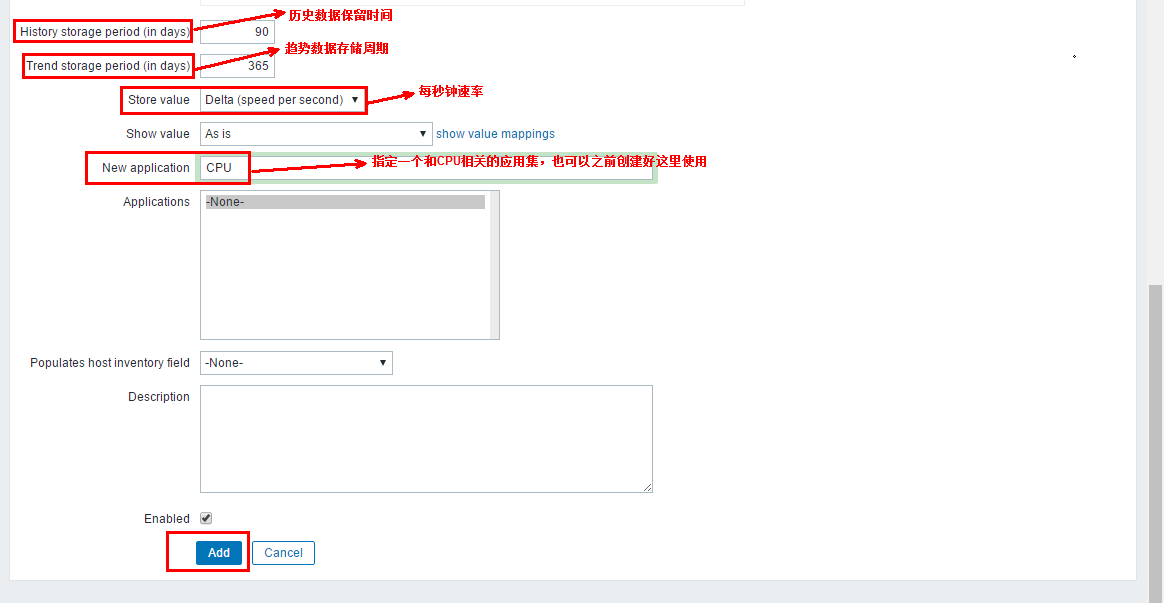 历史数据保留时间
History storage period (in days) 90
趋势数据存储周期
Trend storage period (in days) 365
每秒钟速率
Store value Delta (speed per second)
Show value As is show value mappings
指定一个和CPU相关的应用集，也可以之前创建好这里使用
New application CPU
Applications -None-
Populates host inventory field -None-
Description
Enabled
Add Cancel